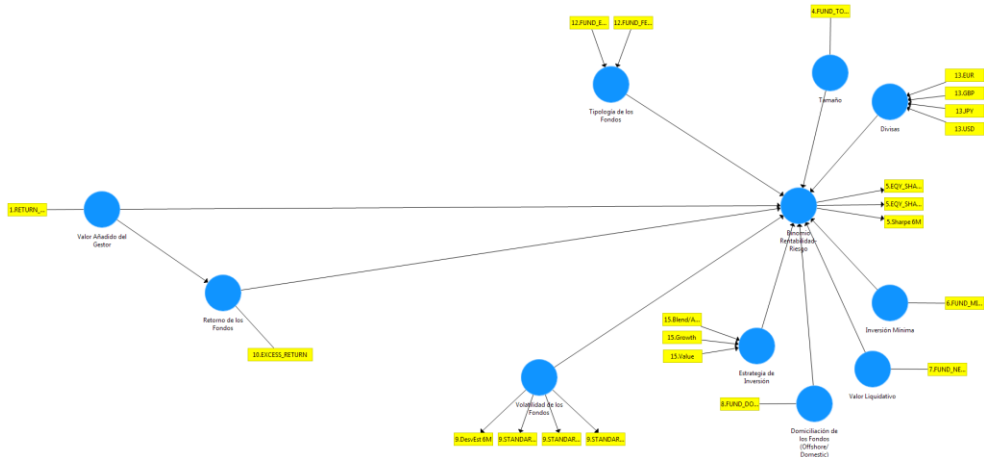 4.FUND_TO...
12.FUND_E...
12.FUND_FE...
Tipología de los
Fondos
Tamaño
13.EUR
13.GBP
13.JPY
13.USD
Divisas
1.RETURN_...
Valor Añadido del
Gestor
5.EQY_SHA...
5.EQY_SHA...
5.Sharpe 6M
Binomio
Rentabilidad-
Riesgo
Retorno de los
Fondos
10.EXCESS_RETURN
6.FUND_MI...
Inversión Mínima
15.Blend/A...
15.Growth
15.Value
Estrategia de
Inversión
7.FUND_NE...
Valor Liquidativo
Volatilidad de los
Fondos
9.DesvEst 6M
9.STANDAR...
9.STANDAR...
9.STANDAR...
8.FUND_DO...
Domiciliación de
los Fondos
(Offshore/
Domestic)